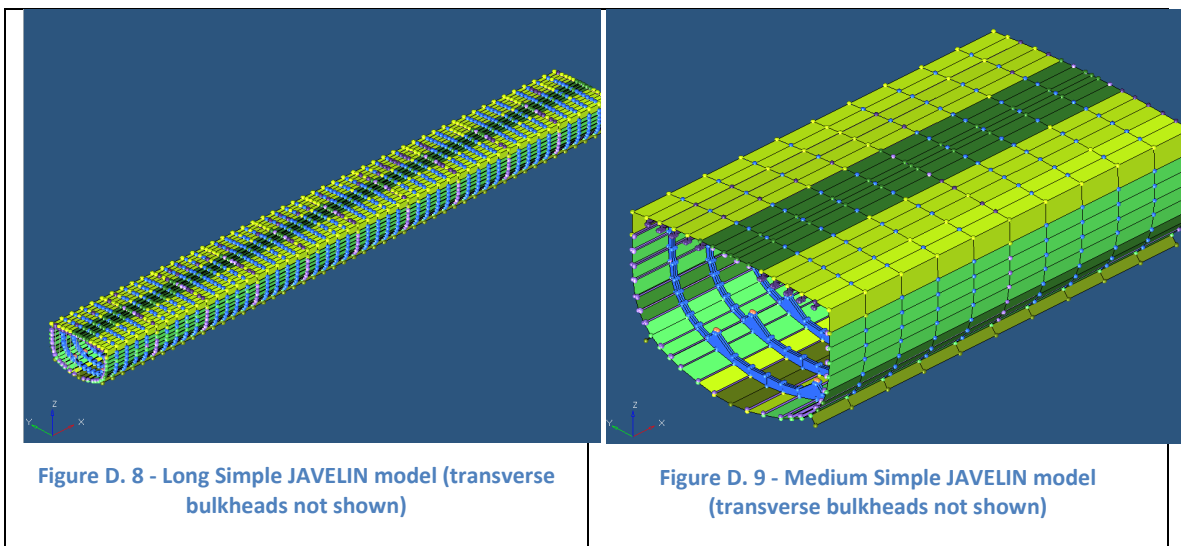 Y
Z
X
Figure D. 8 - Long Simple JAVELIN model (transverse
bulkheads not shown)
Y
Z
X
Figure D. 9 - Medium Simple JAVELIN model
(transverse bulkheads not shown)